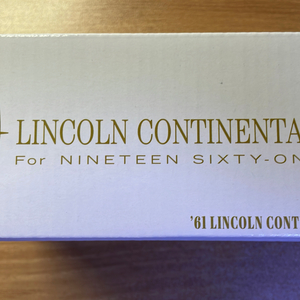 LINCOLN CONTINENTA
For NINETEEN SIXTY-ON
'61 LINCOLN CONT